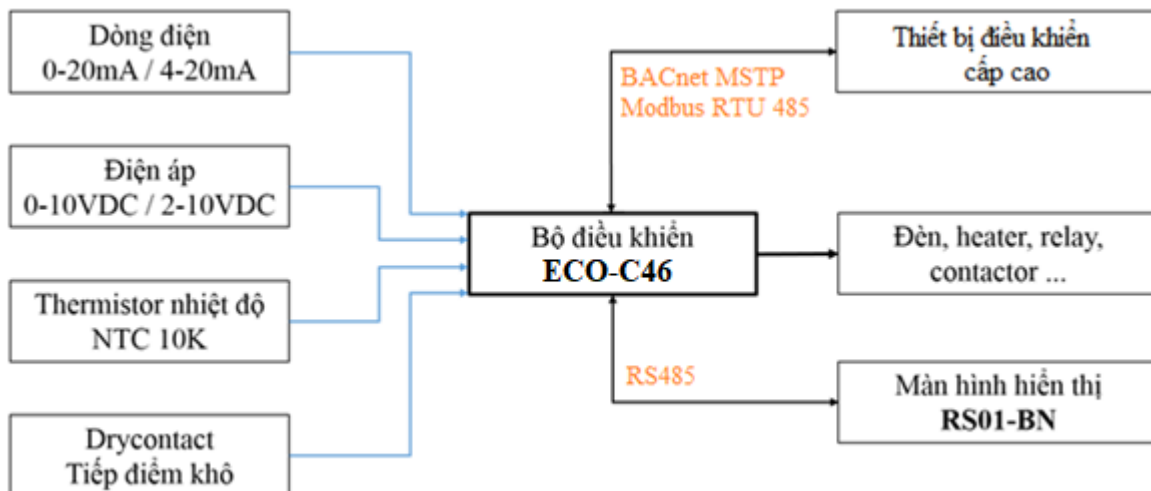 Dòng điện
0-20mA / 4-20mA
Điện áp
0-10VDC / 2-10VDC
Thermistor nhiệt độ
NTC 10K
Drycontact
Tiếp điểm khô
BACnet MSTP
Modbus RTU 485
Bộ điều khiển
ECO-C46
RS485
Thiết bị điều khiển
cấp cao
Đèn, heater, relay,
contactor ...
Màn hình hiển thị
RS01-BN